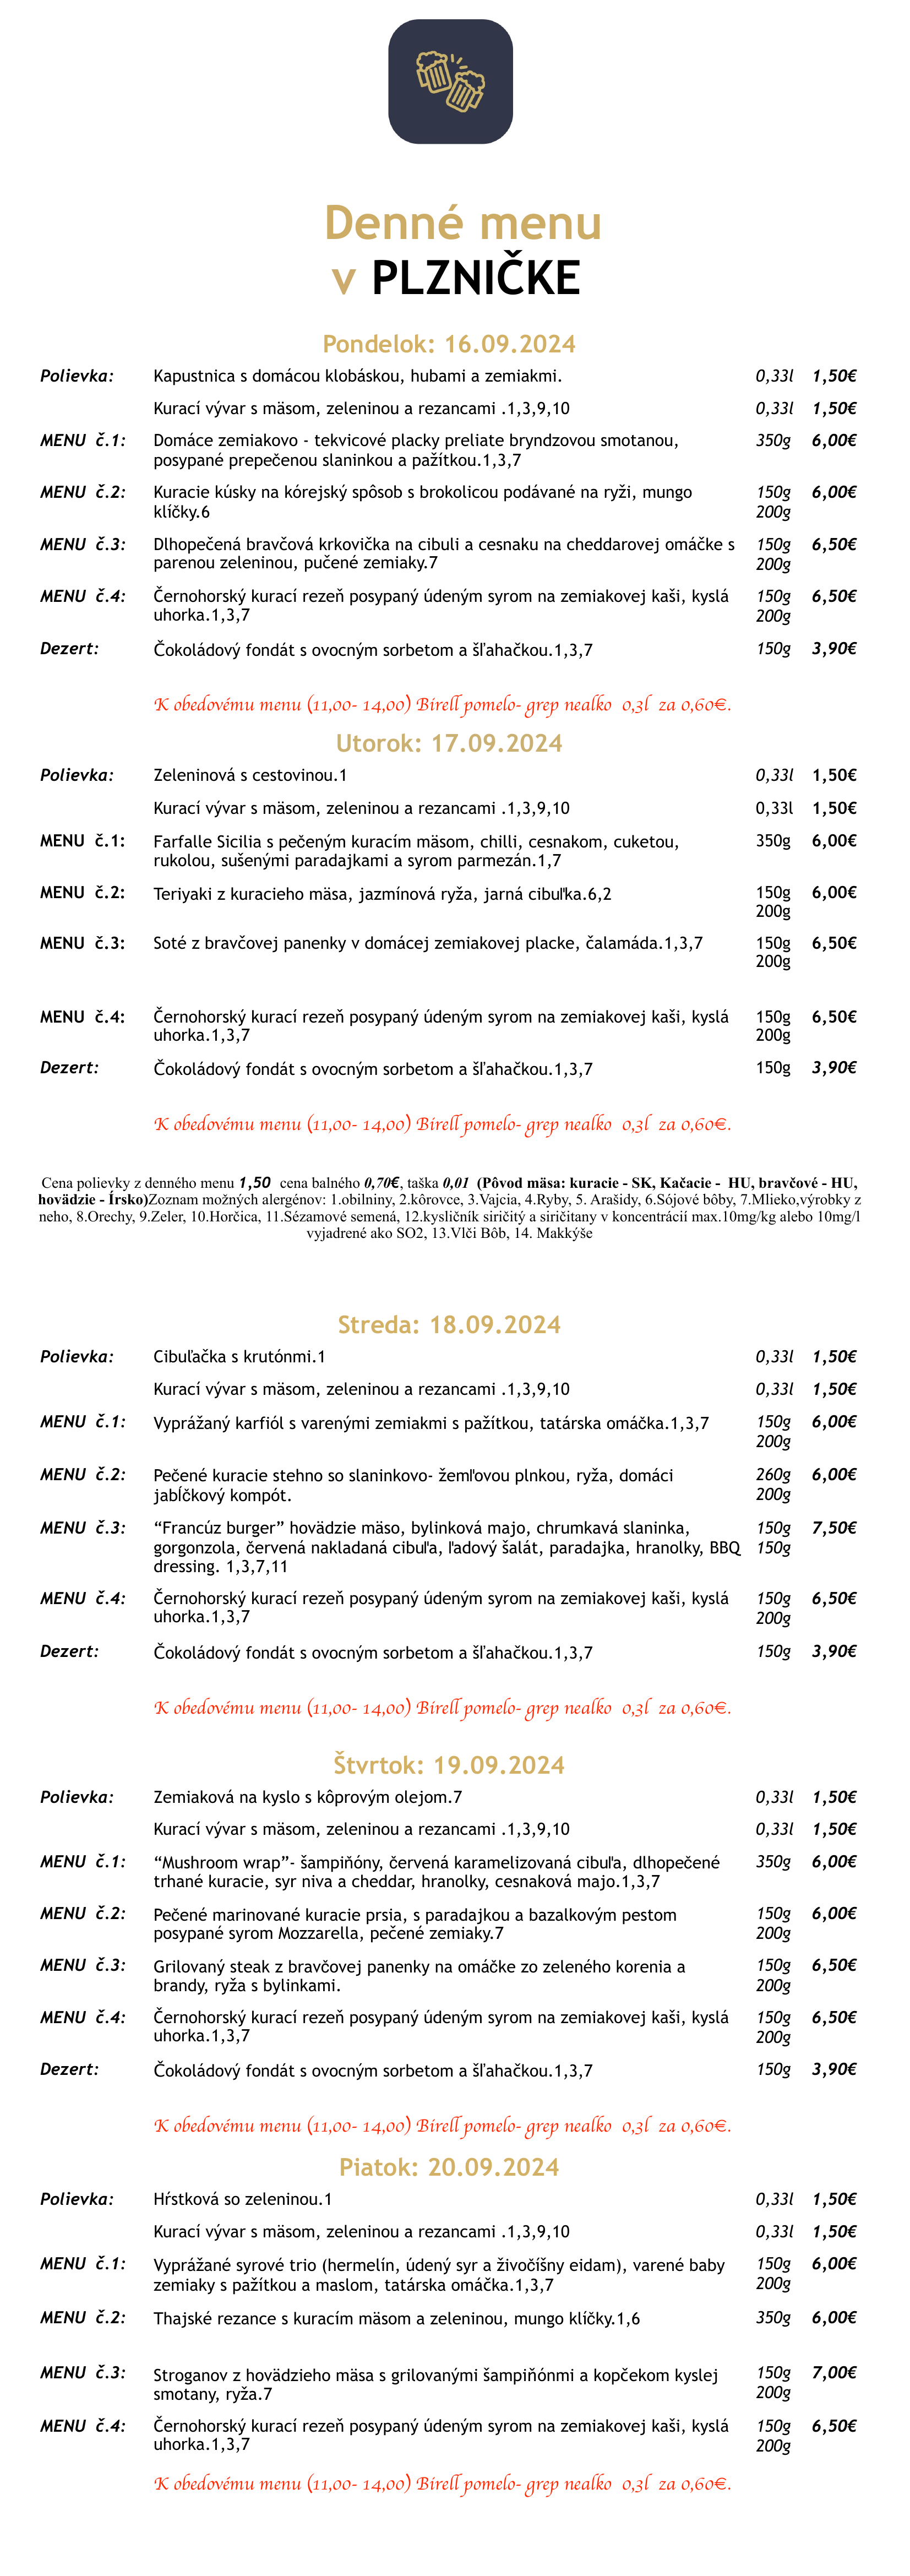 Denné menu
v PLZNIČKE
Pondelok: 16.09.2024
Polievka: Kapustnica s domácou klobáskou, hubami a zemiakmi. 0,33l 1,50€
Kurací vývar s mäsom, zeleninou a rezancami .1,3,9,10 0,33l 1,50€
MENU č.1: Domáce zemiakovo - tekvicové placky preliate bryndzovou smotanou, 350g 6,00€
posypané prepečenou slaninkou a pažítkou.1,3,7
MENU č.2: Kuracie kúsky na kórejský spôsob s brokolicou podávané na ryži, mungo 150g 6,00€
klíčky.6 200g
MENU č.3: Dlhopečená bravčová krkovička na cibuli a cesnaku na cheddarovej omáčke s 150g 6,50€
parenou zeleninou, pučené zemiaky.7 200g
MENU č.4: Černohorský kurací rezeň posypaný údeným syrom na zemiakovej kaši, kyslá 150g 6,50€
uhorka.1,3,7 200g
Dezert: Čokoládový fondát s ovocným sorbetom a šľahačkou.1,3,7 150g 3,90€
K obedovému menu (11,00- 14,00) Birell pomelo- grep nealko 0,3l za 0,60€.
Utorok: 17.09.2024
Polievka: Zeleninová s cestovinou.1 0,33l 1,50€
Kurací vývar s mäsom, zeleninou a rezancami .1,3,9,10 0,33l 1,50€
MENU č.1: Farfalle Sicilia s pečeným kuracím mäsom, chilli, cesnakom, cuketou, 350g 6,00€
rukolou, sušenými paradajkami a syrom parmezán.1,7
MENU č.2: Teriyaki z kuracieho mäsa, jazmínová ryža, jarná cibuľka.6,2 150g 6,00€
200g
MENU č.3: Soté z bravčovej panenky v domácej zemiakovej placke, čalamáda.1,3,7 150g 6,50€
200g
MENU č.4: Černohorský kurací rezeň posypaný údeným syrom na zemiakovej kaši, kyslá 150g 6,50€
uhorka.1,3,7 200g
Dezert: Čokoládový fondát s ovocným sorbetom a šľahačkou.1,3,7 150g 3,90€
K obedovému menu (11,00- 14,00) Birell pomelo- grep nealko 0,3l za 0,60€.
Cena polievky z denného menu 1,50 cena balného 0,70€, taška 0,01 (Pôvod mäsa: kuracie - SK, Kačacie - HU, bravčové - HU,
hovädzie - Írsko)Zoznam možných alergénov: 1.obilniny, 2.kôrovce, 3.Vajcia, 4.Ryby, 5. Arašidy, 6.Sójové bôby, 7.Mlieko,výrobky z
neho, 8.Orechy, 9.Zeler, 10.Horčica, 11.Sézamové semená, 12.kysličník siričitý a siričitany v koncentrácií max.10mg/kg alebo 10mg/l
vyjadrené ako SO2, 13.Vlči Bôb, 14. Makkýše
Streda: 18.09.2024
Polievka: Cibuľačka s krutónmi.1 0,33l 1,50€
Kurací vývar s mäsom, zeleninou a rezancami .1,3,9,10 0,33l 1,50€
MENU č.1: Vyprážaný karfiól s varenými zemiakmi s pažítkou, tatárska omáčka.1,3,7 150g 6,00€
200g
MENU č.2: Pečené kuracie stehno so slaninkovo- žemľovou plnkou, ryža, domáci 260g 6,00€
jabĺčkový kompót. 200g
MENU č.3: “Francúz burger” hovädzie mäso, bylinková majo, chrumkavá slaninka, 150g 7,50€
gorgonzola, červená nakladaná cibuľa, ľadový šalát, paradajka, hranolky, BBQ 150g
dressing. 1,3,7,11
MENU č.4: Černohorský kurací rezeň posypaný údeným syrom na zemiakovej kaši, kyslá 150g 6,50€
uhorka.1,3,7 200g
Dezert: Čokoládový fondát s ovocným sorbetom a šľahačkou.1,3,7 150g 3,90€
K obedovému menu (11,00- 14,00) Birell pomelo- grep nealko 0,3l za 0,60€.
Štvrtok: 19.09.2024
Polievka: Zemiaková na kyslo s kôprovým olejom.7 0,33l 1,50€
Kurací vývar s mäsom, zeleninou a rezancami .1,3,9,10 0,33l 1,50€
MENU č.1: “Mushroom wrap”- šampiňóny, červená karamelizovaná cibuľa, dlhopečené 350g 6,00€
trhané kuracie, syr niva a cheddar, hranolky, cesnaková majo.1,3,7
MENU č.2: Pečené marinované kuracie prsia, s paradajkou a bazalkovým pestom 150g 6,00€
posypané syrom Mozzarella, pečené zemiaky.7 200g
MENU č.3: Grilovaný steak z bravčovej panenky na omáčke zo zeleného korenia a 150g 6,50€
brandy, ryža s bylinkami. 200g
MENU č.4: Černohorský kurací rezeň posypaný údeným syrom na zemiakovej kaši, kyslá 150g 6,50€
uhorka.1,3,7 200g
Dezert: Čokoládový fondát s ovocným sorbetom a šľahačkou.1,3,7 150g 3,90€
K obedovému menu (11,00- 14,00) Birell pomelo- grep nealko 0,3l za 0,60€.
Piatok: 20.09.2024
Polievka: Hŕstková so zeleninou.1 0,33l 1,50€
Kurací vývar s mäsom, zeleninou a rezancami .1,3,9,10 0,33l 1,50€
MENU č.1: Vyprážané syrové trio (hermelín, údený syr a živočíšny eidam), varené baby 150g 6,00€
zemiaky s pažítkou a maslom, tatárska omáčka.1,3,7 200g
MENU č.2: Thajské rezance s kuracím mäsom a zeleninou, mungo klíčky.1,6 350g 6,00€
MENU č.3: Stroganov z hovädzieho mäsa s grilovanými šampiňónmi a kopčekom kyslej 150g 7,00€
smotany, ryža.7 200g
MENU č.4: Černohorský kurací rezeň posypaný údeným syrom na zemiakovej kaši, kyslá 150g 6,50€
uhorka.1,3,7 200g
K obedovému menu (11,00- 14,00) Birell pomelo- grep nealko 0,3l za 0,60€.